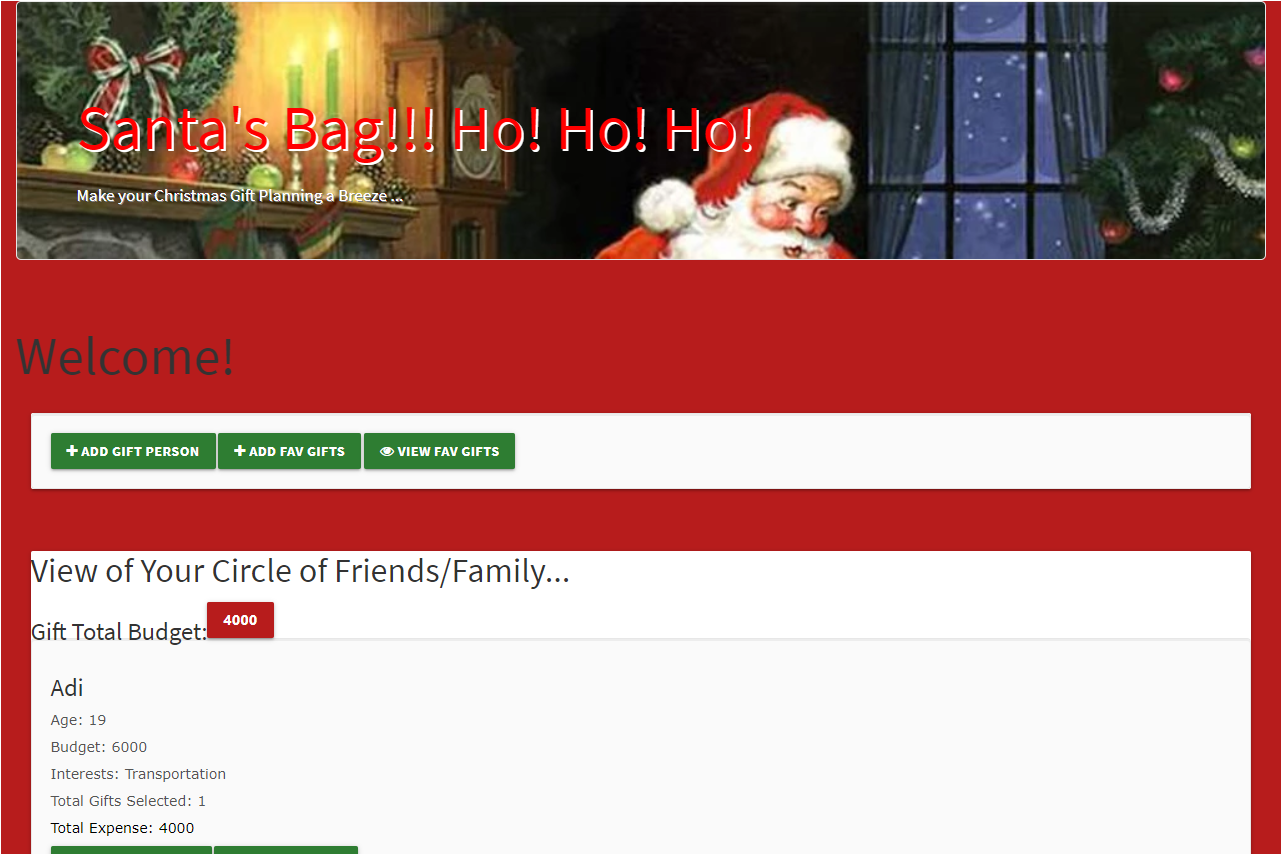 Santa's Bag!!! Ho! Ho! Ho!
Make your Christmas Gift Planning a Breeze ...
Welcome!
ADD GIFT PERSON ADD FAV GIFTS VIEW FAV GIFTS
View of Your Circle of Friends/Family...
Gift Total Budget: 4000
Adi
Age: 19
Budget: 6000
Interests: Transportation
Total Gifts Selected: 1
Total Expense: 4000